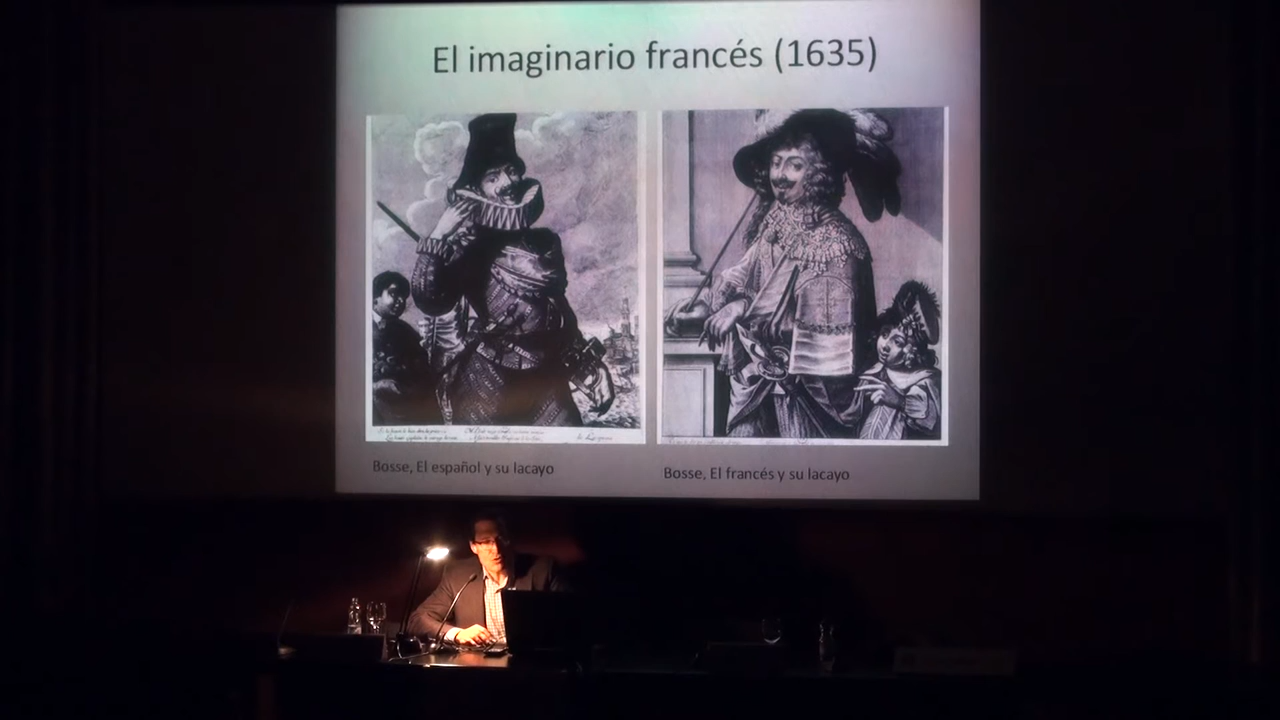 El imaginario francés (1635)
Bosse, El español y su lacayo
Bosse, El francés y su lacayo